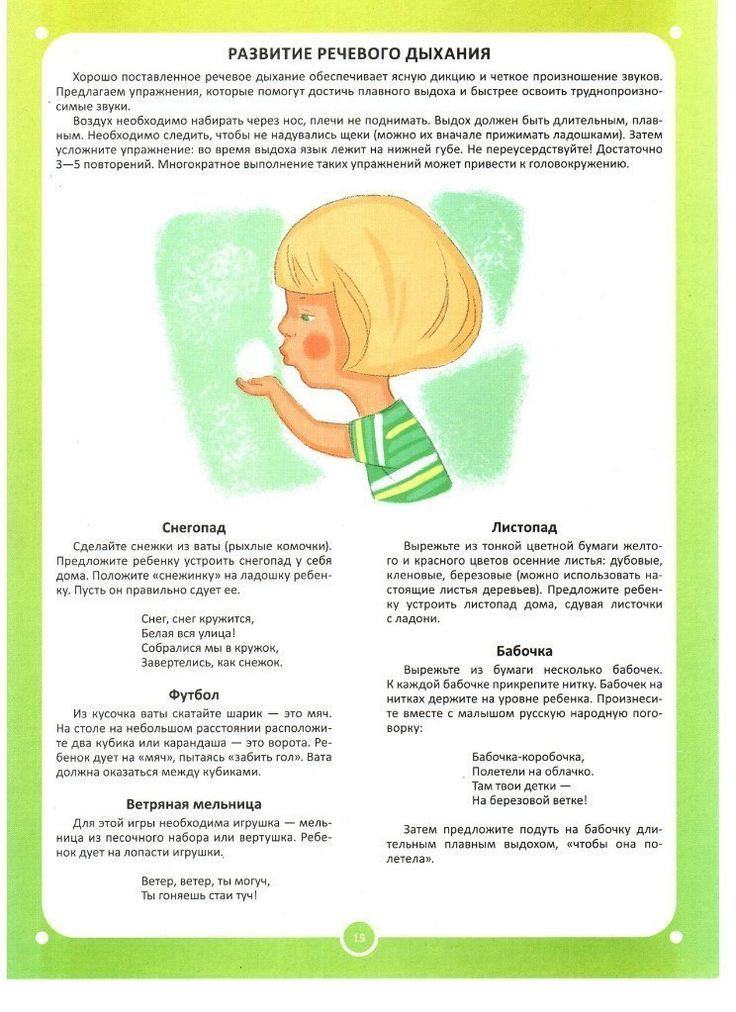 РАЗВИТИЕ РЕЧЕВОГО ДЫХАНИЯ
Хорошо поставленное речевое дыхание обеспечивает ясную дикцию и четкое произношение звуков.
Предлагаем упражнения, которые помогут достичь плавного выдоха и быстрее освоить труднопроизно-
симые звуки.
Воздух необходимо набирать через нос, плечи не поднимать. Выдох должен быть длительным, плав-
ным. Необходимо следить, чтобы не надувались щеки (можно их вначале прижимать ладошками). Затем
усложните упражнение: во время выдоха язык лежит на нижней губе. Не переусердствуйте! Достаточно
3—5 повторений. Многократное выполнение таких упражнений может привести к головокружению.
Снегопад
Сделайте снежки из ваты (рыхлые комочки).
Предложите ребенку устроить снегопад у себя
дома. Положите «снежинку» на ладошку ребен-
ку. Пусть он правильно сдует ее.
Снег, снег кружится,
Белая вся улица!
Собралися мы в кружок,
Завертелись, как снежок.
Футбол
Из кусочка ваты скатайте шарик — это мяч.
На столе на небольшом расстоянии расположи-
те два кубика или карандаша — это ворота. Ре-
бенок дует на «мяч», пытаясь «забить гол». Вата
должна оказаться между кубиками.
Ветряная мельница
Для этой игры необходима игрушка — мель-
ница из песочного набора или вертушка. Ребе-
нок дует на лопасти игрушки.
Ветер, ветер, ты могуч,
Ты гоняешь стаи туч!
Листопад
Вырежьте из тонкой цветной бумаги желто-
го и красного цветов осенние листья: дубовые,
кленовые, березовые (можно использовать на-
стоящие листья деревьев). Предложите ребен-
ку устроить листопад дома, сдувая листочки
с ладони.
Бабочка
Вырежьте из бумаги несколько бабочек.
К каждой бабочке прикрепите нитку. Бабочек на
нитках держите на уровне ребенка. Произнеси-
те вместе с малышом русскую народную пого-
ворку:
Бабочка-коробочка,
Полетели на облачко.
Там твои детки —
На березовой ветке!
Затем предложите подуть на бабочку дли-
тельным плавным выдохом, «чтобы она по-
летела».
15